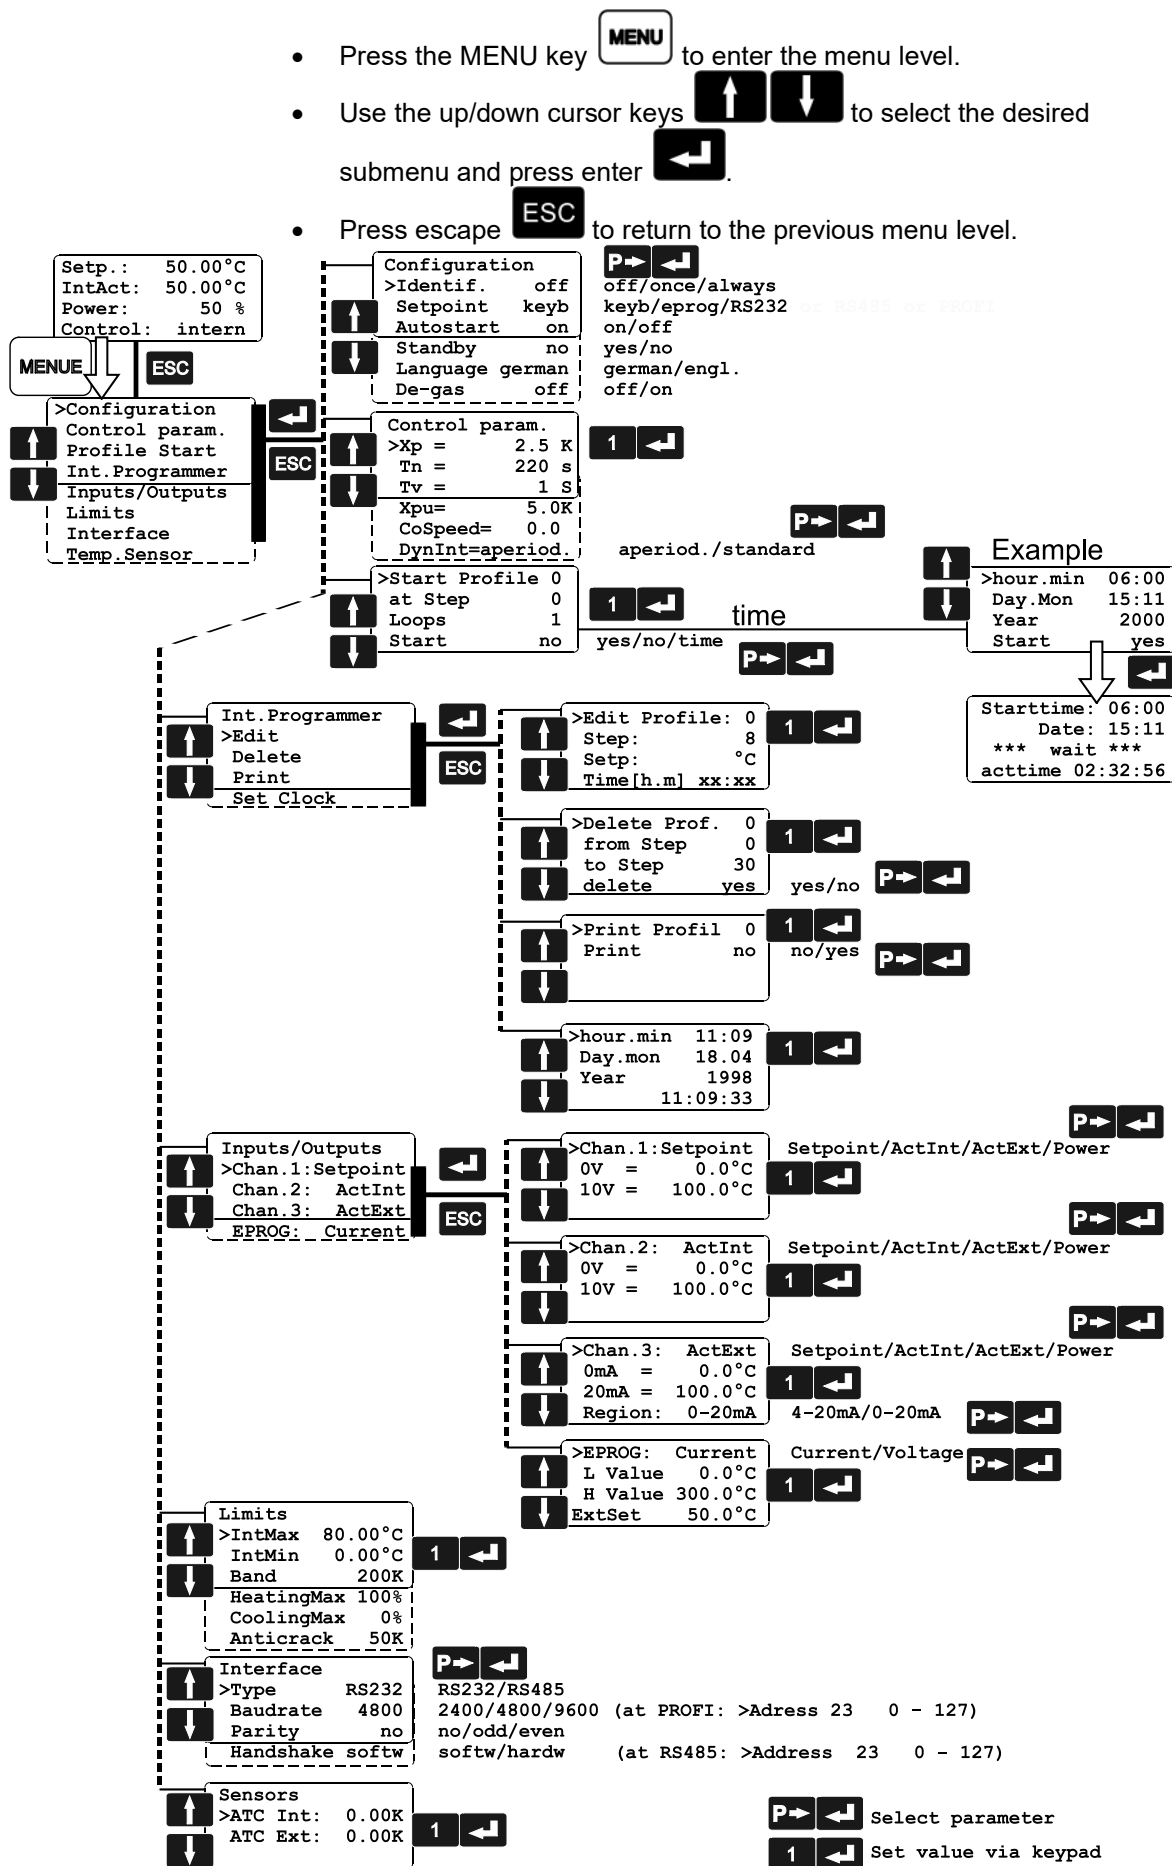 • Press the MENU key MENU to enter the menu level.
• Use the up/down cursor keys to select the desired
submenu and press enter .
• Press escape ESC to return to the previous menu level.
Setp.: 50.00°C
IntAct: 50.00°C
Power: 50 %
Control: intern
MENUE
ESC
>Configuration
Control param.
Profile Start
Int.Programmer
Inputs/Outputs
Limits
Interface
Temp.Sensor
ESC
Configuration
P
>Identif. off off/once/always
Setpoint keyb keyb/eprog/RS232 or RS485 or PROFI
Autostart on on/off
Standby no yes/no
Language german german/engl.
De-gas off off/on
Control param.
>Xp = 2.5 K
1
Tn = 220 s
Tv = 1 S
Xpu= 5.0K
CoSpeed= 0.0
P
DynInt=aperiod. aperiod./standard
>Start Profile 0
at Step 0
1
Loops 1
Start no yes/no/time
time
P
Example
>hour.min 06:00
Day.Mon 15:11
Year 2000
Start yes
Starttime: 06:00
Date: 15:11
*** wait ***
acttime 02:32:56
Int.Programmer
>Edit
Delete
Print
Set Clock
ESC
>Edit Profile: 0
1
Step: 8
Setp: °C
Time[h.m] xx:xx
>Delete Prof. 0
1
from Step 0
to Step 30
delete yes yes/no P
>Print Profil 0 1
Print no no/yes P
>hour.min 11:09
1
Day.mon 18.04
Year 1998
11:09:33
Inputs/Outputs
>Chan.1:Setpoint
Chan.2: ActInt
Chan.3: ActExt
EPROG: Current
ESC
P
>Chan.1:Setpoint Setpoint/ActInt/ActExt/Power
0V = 0.0°C
1
10V = 100.0°C
P
>Chan.2: ActInt Setpoint/ActInt/ActExt/Power
0V = 0.0°C
1
10V = 100.0°C
P
>Chan.3: ActExt Setpoint/ActInt/ActExt/Power
0mA = 0.0°C
1
20mA = 100.0°C
Region: 0-20mA 4-20mA/0-20mA P
>EPROG: Current Current/Voltage P
L Value 0.0°C
1
H Value 300.0°C
ExtSet 50.0°C
Limits
>IntMax 80.00°C
IntMin 0.00°C 1
Band 200K
HeatingMax 100%
CoolingMax 0%
Anticrack 50K
Interface P
>Type RS232 RS232/RS485
Baudrate 4800 2400/4800/9600 (at PROFI: >Adress 23 0 - 127)
Parity no no/odd/even
Handshake softw softw/hardw (at RS485: >Address 23 0 - 127)
Sensors
>ATC Int: 0.00K
ATC Ext: 0.00K 1
P Select parameter
1 Set value via keypad